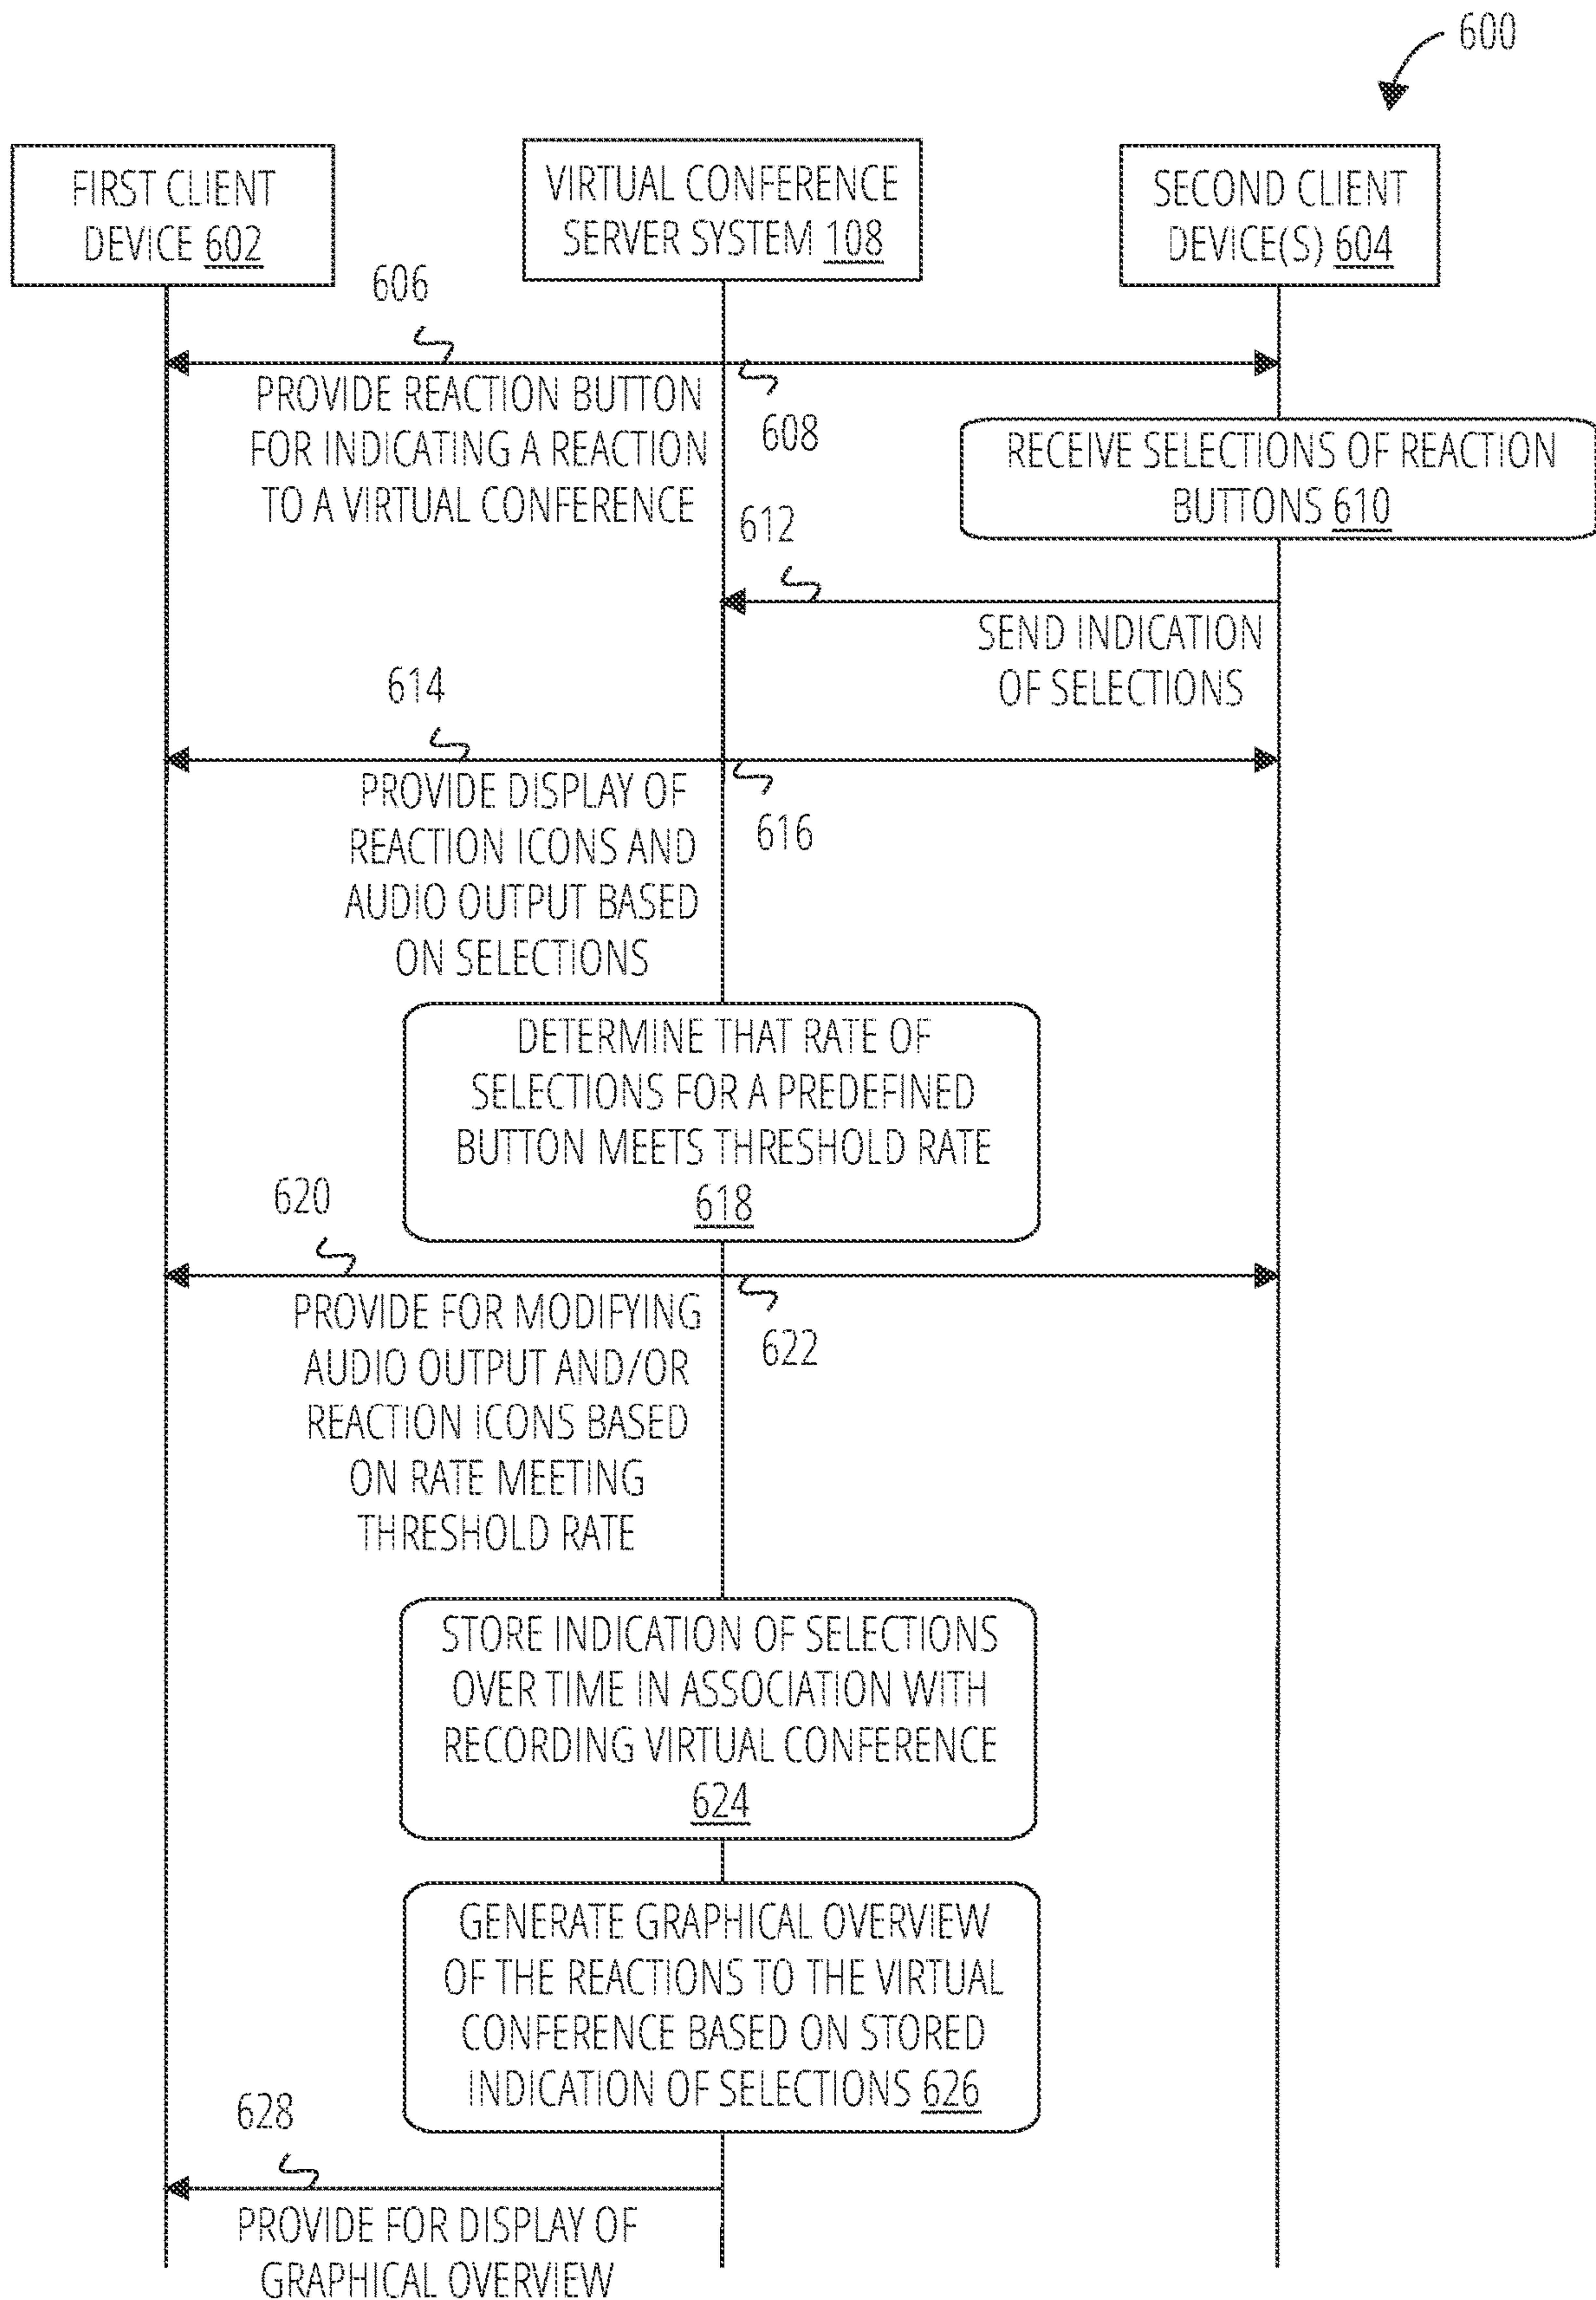 600
FIRST CLIENT
DEVICE 602
VIRTUAL CONFERENCE
SERVER SYSTEM 108
SECOND CLIENT
DEVICE(S) 604
606
PROVIDE REACTION BUTTON
FOR INDICATING A REACTION
TO A VIRTUAL CONFERENCE
608
RECEIVE SELECTIONS OF REACTION
BUTTONS 610
612
SEND INDICATION
OF SELECTIONS
614
PROVIDE DISPLAY OF
REACTION ICONS AND
AUDIO OUTPUT BASED
ON SELECTIONS
616
DETERMINE THAT RATE OF
SELECTIONS FOR A PREDEFINED
BUTTON MEETS THRESHOLD RATE
618
620
PROVIDE FOR MODIFYING
AUDIO OUTPUT AND/OR
REACTION ICONS BASED
ON RATE MEETING
THRESHOLD RATE
622
STORE INDICATION OF SELECTIONS
OVER TIME IN ASSOCIATION WITH
RECORDING VIRTUAL CONFERENCE
624
GENERATE GRAPHICAL OVERVIEW
OF THE REACTIONS TO THE VIRTUAL
CONFERENCE BASED ON STORED
INDICATION OF SELECTIONS 626
628
PROVIDE FOR DISPLAY OF
GRAPHICAL OVERVIEW